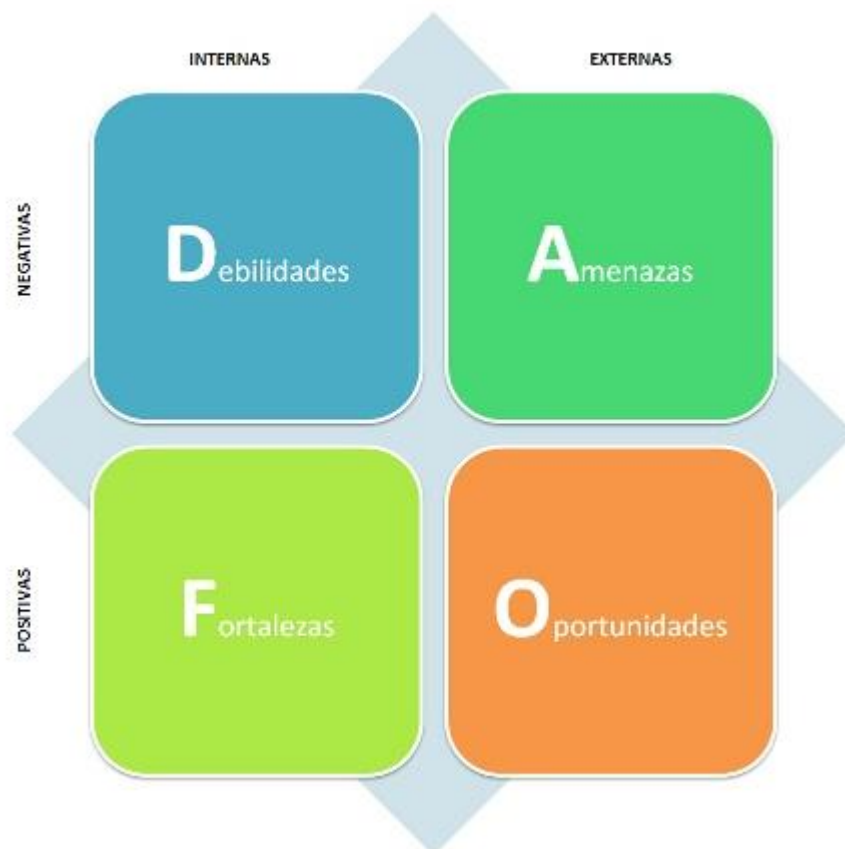 INTERNAS
EXTERNAS
NEGATIVAS
Debilidades
Amenazas
POSITIVAS
Fortalezas
Oportunidades